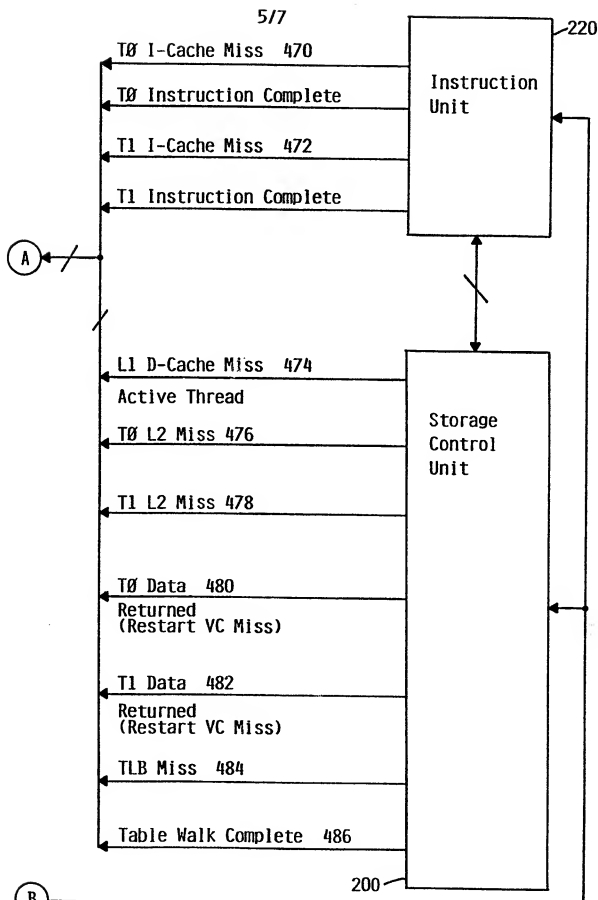 5/7
220
TØ I-Cache Miss 470
Instruction
Unit
TØ Instruction Complete
T1 I-Cache Miss 472
T1 Instruction Complete
A
L1 D-Cache Miss 474
Active Thread
Storage
Control
Unit
TØ L2 Miss 476
T1 L2 Miss 478
TØ Data 480
Returned
(Restart VC Miss)
T1 Data 482
Returned
(Restart VC Miss)
TLB Miss 484
Table Walk Complete 486
200
B